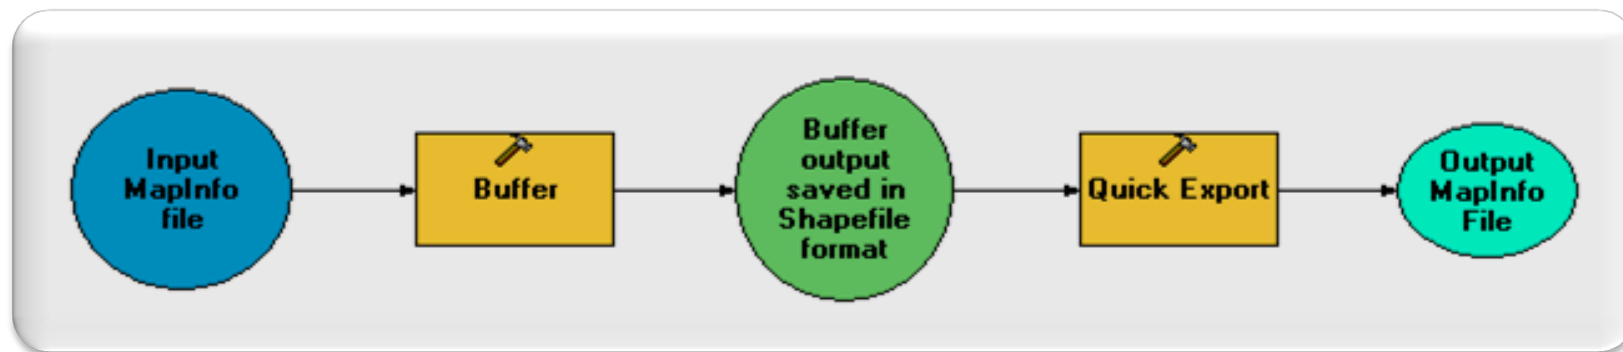 Input
MapInfo
file
Buffer
Buffer
output
saved in
Shapefile
format
Quick Export
Output
MapInfo
File